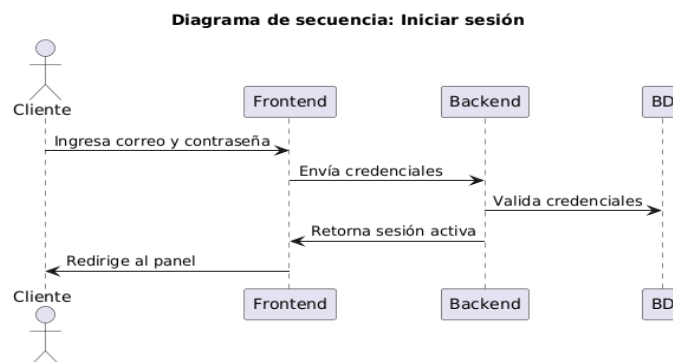 Diagrama de secuencia: Iniciar sesión
Cliente
Frontend
Backend
BD
Ingresa correo y contraseña
Envía credenciales
Valida credenciales
Retorna sesión activa
Redirige al panel
Cliente
Frontend
Backend
BD